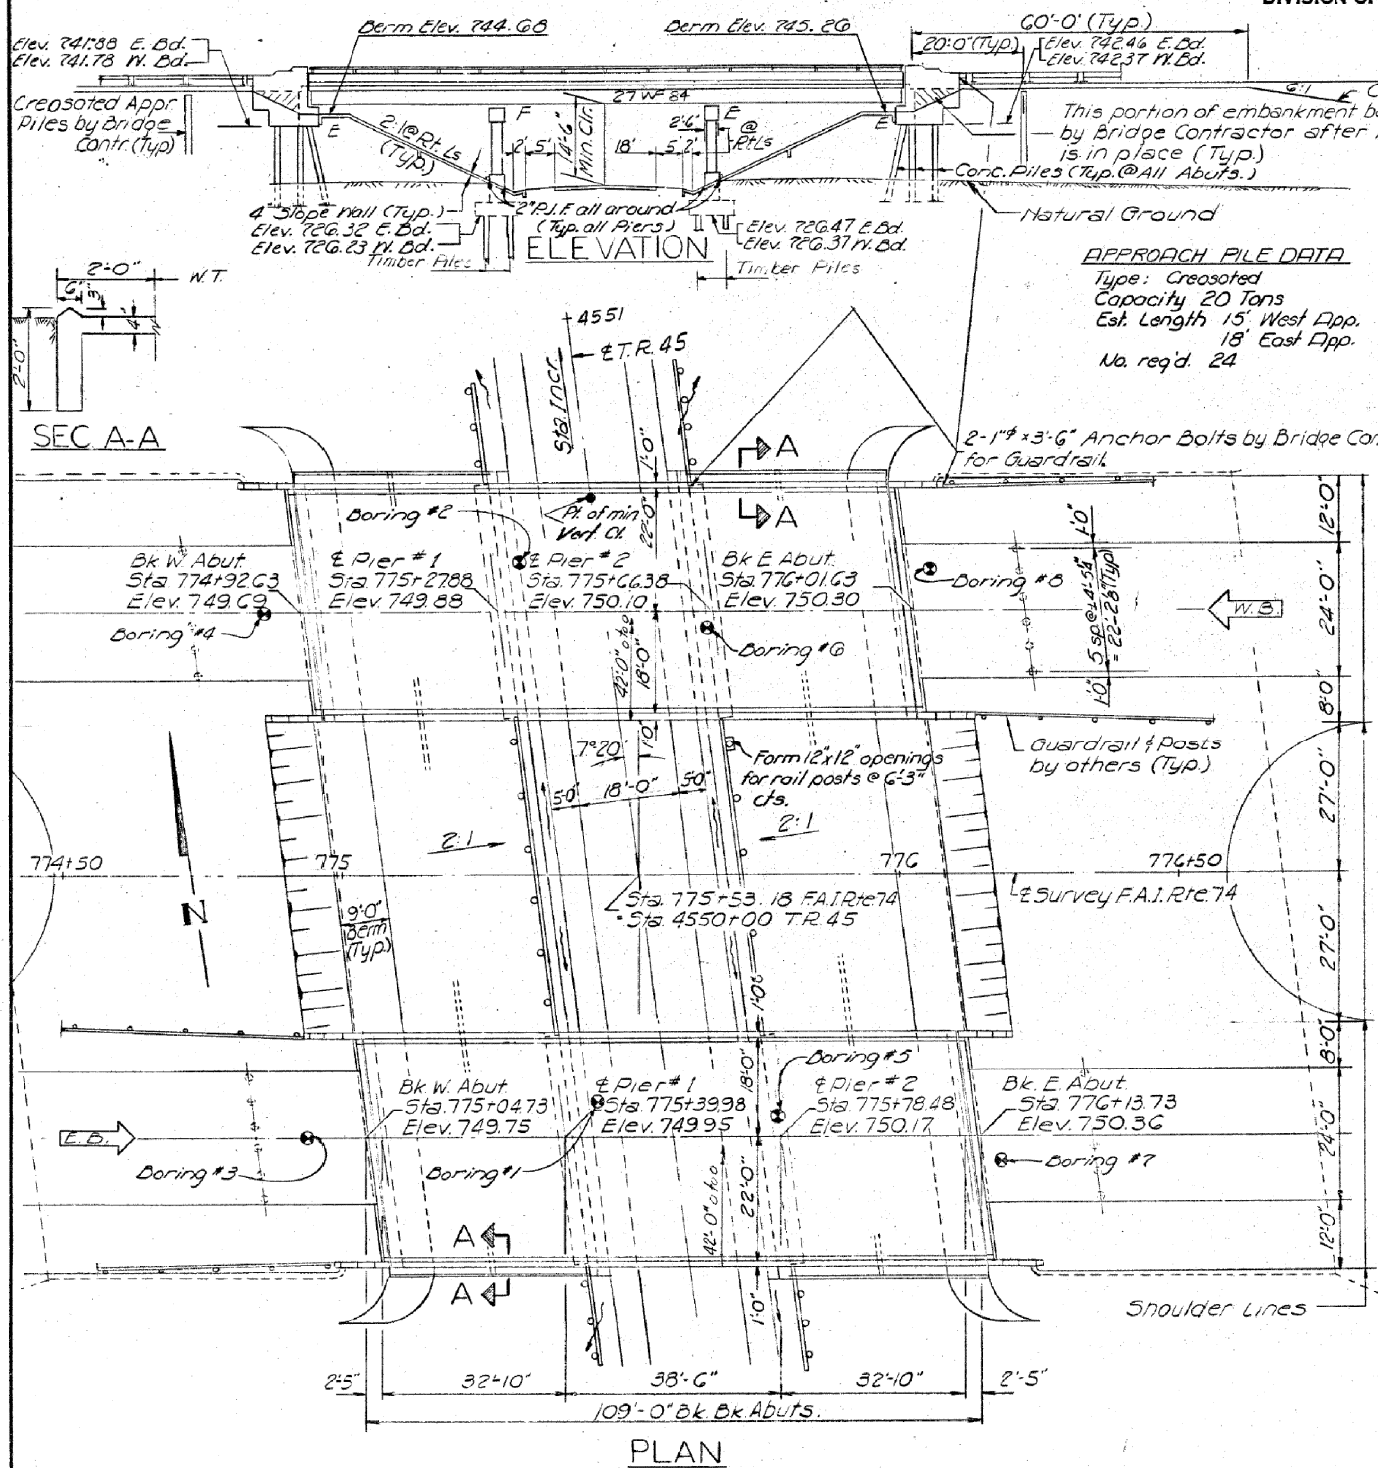 DIVISION OF
Berm Elev. 744.68
Berm Elev. 745.26
60'-0" (Typ.)
20'-0" (Typ.)
Elev. 741.88 E. Bd.
Elev. 741.78 W. Bd.
Elev. 742.46 E. Bd.
Elev. 742.37 W. Bd.
27 WF 84
6:1
Creosoted Appr.
Piles by Bridge
Contr. (Typ)
E
F
E
E
2:1 @ Rt. Ls
(Typ.)
2'
5'
14'-6"
Min. Clr.
18'
5'
2'
2'-6"
@
Rt Ls
This portion of embankment
by Bridge Contractor after
is in place (Typ.)
Conc. Piles (Typ. @ All Abuts.)
Natural Ground
4" Slope Wall (Typ.)
Elev. 726.32 E. Bd.
Elev. 726.23 W. Bd.
Timber Piles
2" P.J.F. all around
(Typ. all Piers)
Elev. 726.47 E. Bd.
Elev. 726.37 W. Bd.
Timber Piles
ELEVATION
APPROACH PILE DATA
Type: Creosoted
Capacity 20 Tons
Est. Length 15' West App.
18' East App.
No. req'd. 24
2'-0"
W.T.
6"
3"
4"
2'-0"
SEC. A-A
4551
₵ T.R. 45
Sta. Incr.
1'-0"
A
A
2-1"ᶲ x 3'-6" Anchor Bolts by Bridge
for Guardrail.
Boring #2
Pt. of min
Vert. Cl.
22'-0"
12'-0"
Bk W. Abut.
Sta. 774+92.63
Elev. 749.69
₵ Pier #1
Sta. 775+27.88
Elev. 749.88
₵ Pier #2
Sta. 775+66.38
Elev. 750.10
Bk E. Abut.
Sta. 776+01.63
Elev. 750.30
Boring #8
1'-0"
5 sp @ 4'-5⅝"
= 22'-2⅛" (Typ)
1'-0"
24'-0"
W.B.
Boring #4
Boring #6
42'-0" o to o
18'-0"
8'-0"
1'-0"
7°20'
5'-0"
18'-0"
5'-0"
Form 12"x12" openings
for rail posts @ 6'-3"
cts.
Guardrail & Posts
by others (Typ.)
27'-0"
2:1
2:1
774+50
775
776
776+50
N
9'-0"
Berm
(Typ.)
Sta. 775+53.18 F.A.I. Rte 74
Sta. 4550+00 T.R. 45
₵ Survey F.A.I. Rte. 74
27'-0"
1'-0"
8'-0"
18'-0"
Boring #5
Bk W. Abut.
Sta. 775+04.73
Elev. 749.75
₵ Pier #1
Sta. 775+39.98
Elev. 749.95
₵ Pier #2
Sta. 775+78.48
Elev. 750.17
Bk. E. Abut.
Sta. 776+13.73
Elev. 750.36
E.B.
24'-0"
Boring #3
Boring #1
Boring #7
42'-0" o to o
22'-0"
A
A
12'-0"
1'-0"
Shoulder Lines
2'-5"
32'-10"
38'-6"
32'-10"
2'-5"
109'-0" Bk. Bk. Abuts.
PLAN